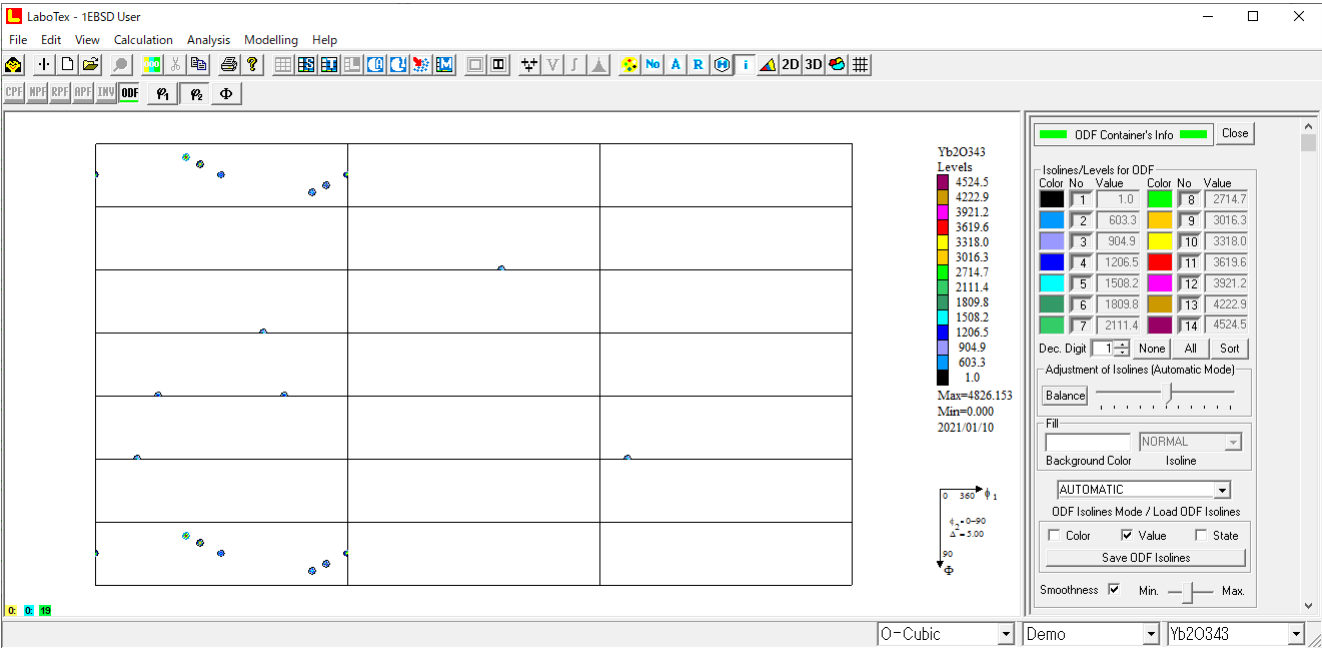 LaboTex - 1EBSD User
File Edit View Calculation Analysis Modelling Help
No A R i 2D 3D
CPF NPF RPF APF INV ODF φ1 φ2 Φ
ODF Container's Info Close
Yb2O343
Levels
4524.5
4222.9
3921.2
3619.6
3318.0
3016.3
2714.7
2111.4
1809.8
1508.2
1206.5
904.9
603.3
1.0
Max=4826.153
Min=0.000
2021/01/10
0 360 ϕ1
ϕ2=0-90
Δ=5.00
90
Φ
Isolines/Levels for ODF
Color No Value Color No Value
1 1.0 8 2714.7
2 603.3 9 3016.3
3 904.9 10 3318.0
4 1206.5 11 3619.6
5 1508.2 12 3921.2
6 1809.8 13 4222.9
7 2111.4 14 4524.5
Dec. Digit 1 None All Sort
Adjustment of Isolines (Automatic Mode)
Balance
Fill
NORMAL
Background Color Isoline
AUTOMATIC
ODF Isolines Mode / Load ODF Isolines
Color Value State
Save ODF Isolines
Smoothness Min. Max.
0: 0: 19
O-Cubic Demo Yb2O343